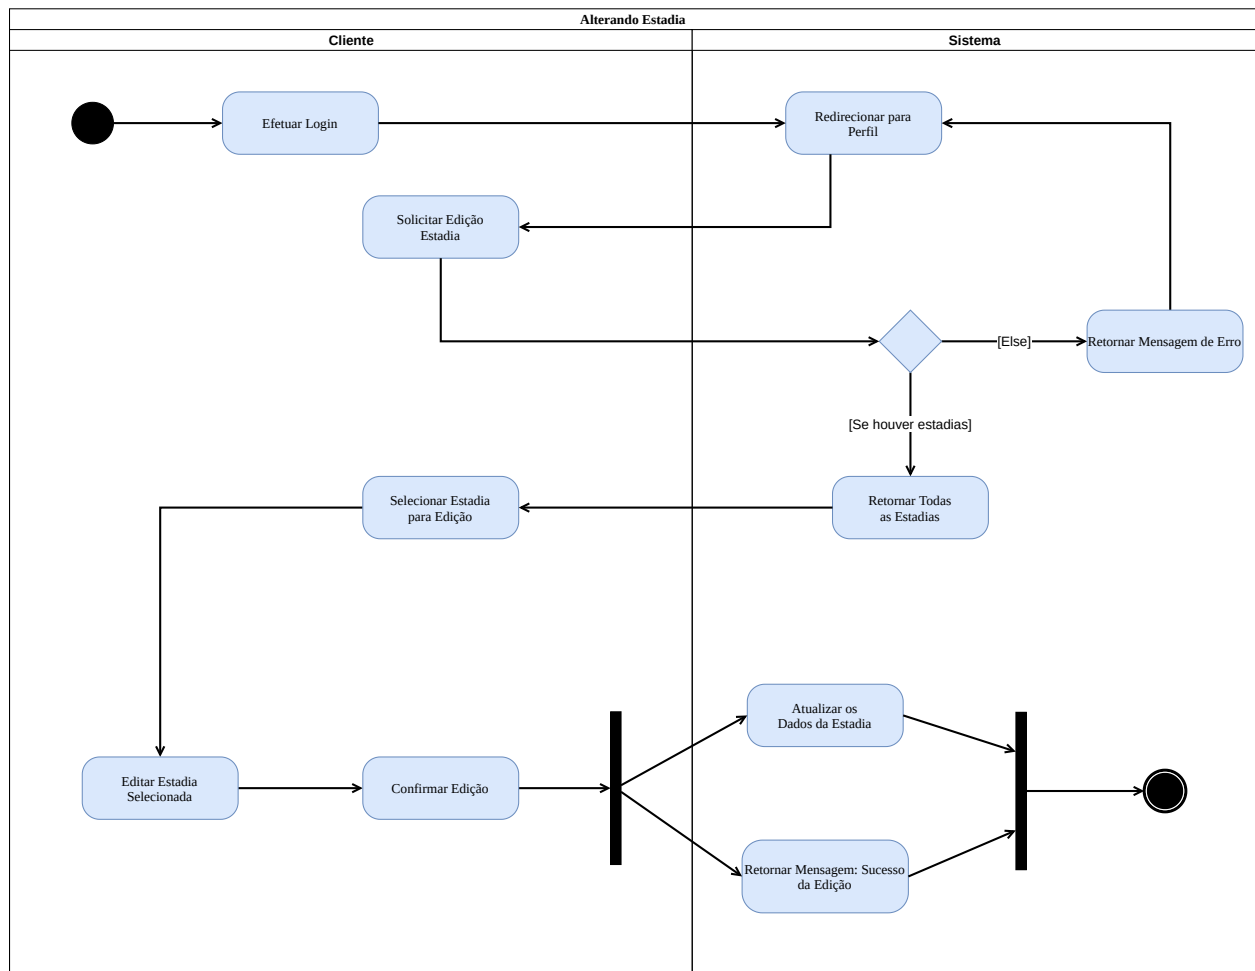 Alterando Estadia
Cliente
Sistema
Efetuar Login
Redirecionar para
Perfil
Solicitar Edição
Estadia
[Else]
Retornar Mensagem de Erro
[Se houver estadias]
Selecionar Estadia
para Edição
Retornar Todas
as Estadias
Atualizar os
Dados da Estadia
Editar Estadia
Selecionada
Confirmar Edição
Retornar Mensagem: Sucesso
da Edição